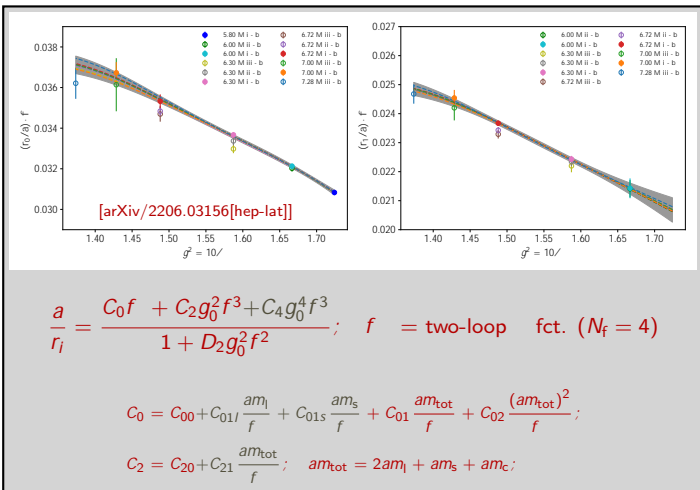 5.80 M i - b
6.00 M ii - b
6.00 M i - b
6.30 M iii - b
6.30 M ii - b
6.30 M i - b
6.72 M iii - b
6.72 M iii - b
6.72 M ii - b
6.72 M i - b
7.00 M iii - b
7.00 M i - b
7.28 M iii - b
0.038
0.036
0.034
0.032
0.030
(r₀/a) · f
[arXiv/2206.03156[hep-lat]]
1.40 1.45 1.50 1.55 1.60 1.65 1.70
g² = 10/
6.00 M ii - b
6.00 M i - b
6.30 M iii - b
6.30 M ii - b
6.30 M i - b
6.72 M iii - b
6.72 M ii - b
6.72 M i - b
7.00 M iii - b
7.00 M i - b
7.28 M iii - b
0.027
0.026
0.025
0.024
0.023
0.022
0.021
0.020
(r₁/a) · f
1.40 1.45 1.50 1.55 1.60 1.65 1.70
g² = 10/
a/rᵢ = (C₀f + C₂g₀²f³+C₄g₀⁴f³)/(1 + D₂g₀²f²) ; f = two-loop fct. (N_f = 4)
C₀ = C₀₀+C₀₁ₗ am_l/f + C₀₁ₛ am_s/f + C₀₁ am_tot/f + C₀₂ (am_tot)²/f ;
C₂ = C₂₀+C₂₁ am_tot/f ; am_tot = 2am_l + am_s + am_c;